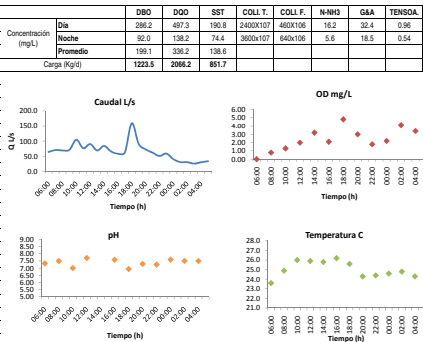 DBO DQO SST COLI. T. COLI. F. N-NH3 G&A TENSOA.
Concentración (mg/L)
Día 286.2 497.3 190.8 2400X107 460X106 16.2 32.4 0.96
Noche 92.0 138.2 74.4 3600x107 640x106 5.6 18.5 0.54
Promedio 199.1 336.2 138.6
Carga (Kg/d) 1223.5 2066.2 851.7
Caudal L/s
Q L/s
200.0
150.0
100.0
50.0
0.0
06:00 08:00 10:00 12:00 14:00 16:00 18:00 20:00 22:00 00:00 02:00 04:00
Tiempo (h)
OD mg/L
6.00
5.00
4.00
3.00
2.00
1.00
0.00
06:00 08:00 10:00 12:00 14:00 16:00 18:00 20:00 22:00 00:00 02:00 04:00
Tiempo (h)
pH
9.00
8.50
8.00
7.50
7.00
6.50
6.00
5.50
5.00
06:00 08:00 10:00 12:00 14:00 16:00 18:00 20:00 22:00 00:00 02:00 04:00
Tiempo (h)
Temperatura C
28.0
27.0
26.0
25.0
24.0
23.0
22.0
21.0
06:00 08:00 10:00 12:00 14:00 16:00 18:00 20:00 22:00 00:00 02:00 04:00
Tiempo (h)